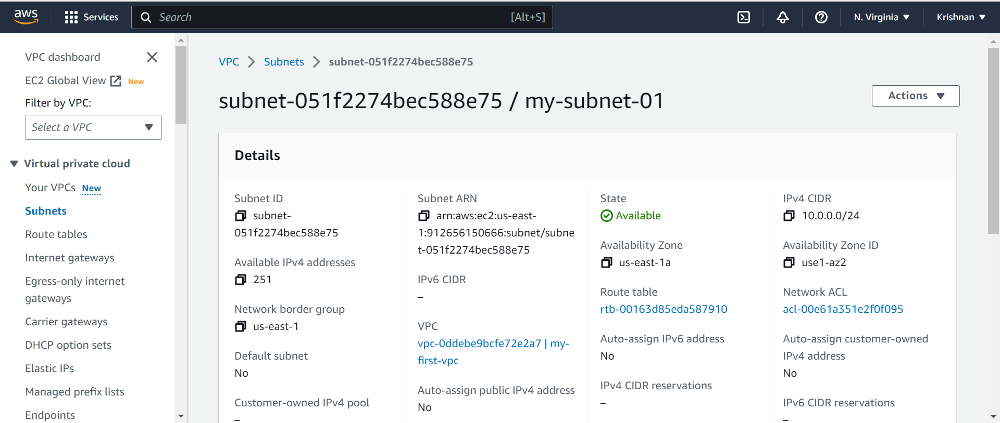 aws
Services
Search
[Alt+S]
N. Virginia
Krishnan
VPC dashboard
EC2 Global View New
Filter by VPC:
Select a VPC
Virtual private cloud
Your VPCs New
Subnets
Route tables
Internet gateways
Egress-only internet
gateways
Carrier gateways
DHCP option sets
Elastic IPs
Managed prefix lists
Endpoints
VPC
Subnets
subnet-051f2274bec588e75
subnet-051f2274bec588e75 / my-subnet-01
Actions
Details
Subnet ID
subnet-
051f2274bec588e75
Available IPv4 addresses
251
Network border group
us-east-1
Default subnet
No
Customer-owned IPv4 pool
–
Subnet ARN
arn:aws:ec2:us-east-
1:912656150666:subnet/subne
t-051f2274bec588e75
IPv6 CIDR
–
VPC
vpc-0ddebe9bcfe72e2a7 | my-
first-vpc
Auto-assign public IPv4 address
No
State
Available
Availability Zone
us-east-1a
Route table
rtb-00163d85eda587910
Auto-assign IPv6 address
No
IPv4 CIDR reservations
–
IPv4 CIDR
10.0.0.0/24
Availability Zone ID
use1-az2
Network ACL
acl-00e61a351e2f0f095
Auto-assign customer-owned
IPv4 address
No
IPv6 CIDR reservations
–